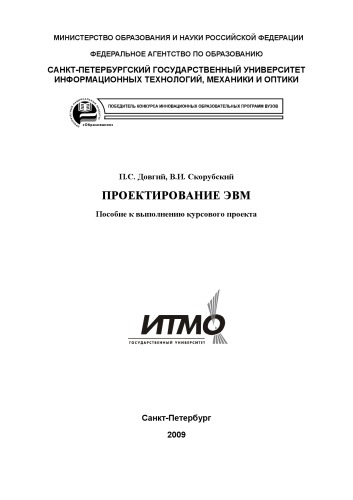 МИНИСТЕРСТВО ОБРАЗОВАНИЯ И НАУКИ РОССИЙСКОЙ ФЕДЕРАЦИИ
ФЕДЕРАЛЬНОЕ АГЕНТСТВО ПО ОБРАЗОВАНИЮ
САНКТ-ПЕТЕРБУРГСКИЙ ГОСУДАРСТВЕННЫЙ УНИВЕРСИТЕТ
ИНФОРМАЦИОННЫХ ТЕХНОЛОГИЙ, МЕХАНИКИ И ОПТИКИ
ПОБЕДИТЕЛЬ КОНКУРСА ИННОВАЦИОННЫХ ОБРАЗОВАТЕЛЬНЫХ ПРОГРАММ ВУЗОВ
«Образование»
П.С. Довгий, В.И. Скорубский
ПРОЕКТИРОВАНИЕ ЭВМ
Пособие к выполнению курсового проекта
ИТМО
ГОСУДАРСТВЕННЫЙ УНИВЕРСИТЕТ
Санкт-Петербург
2009